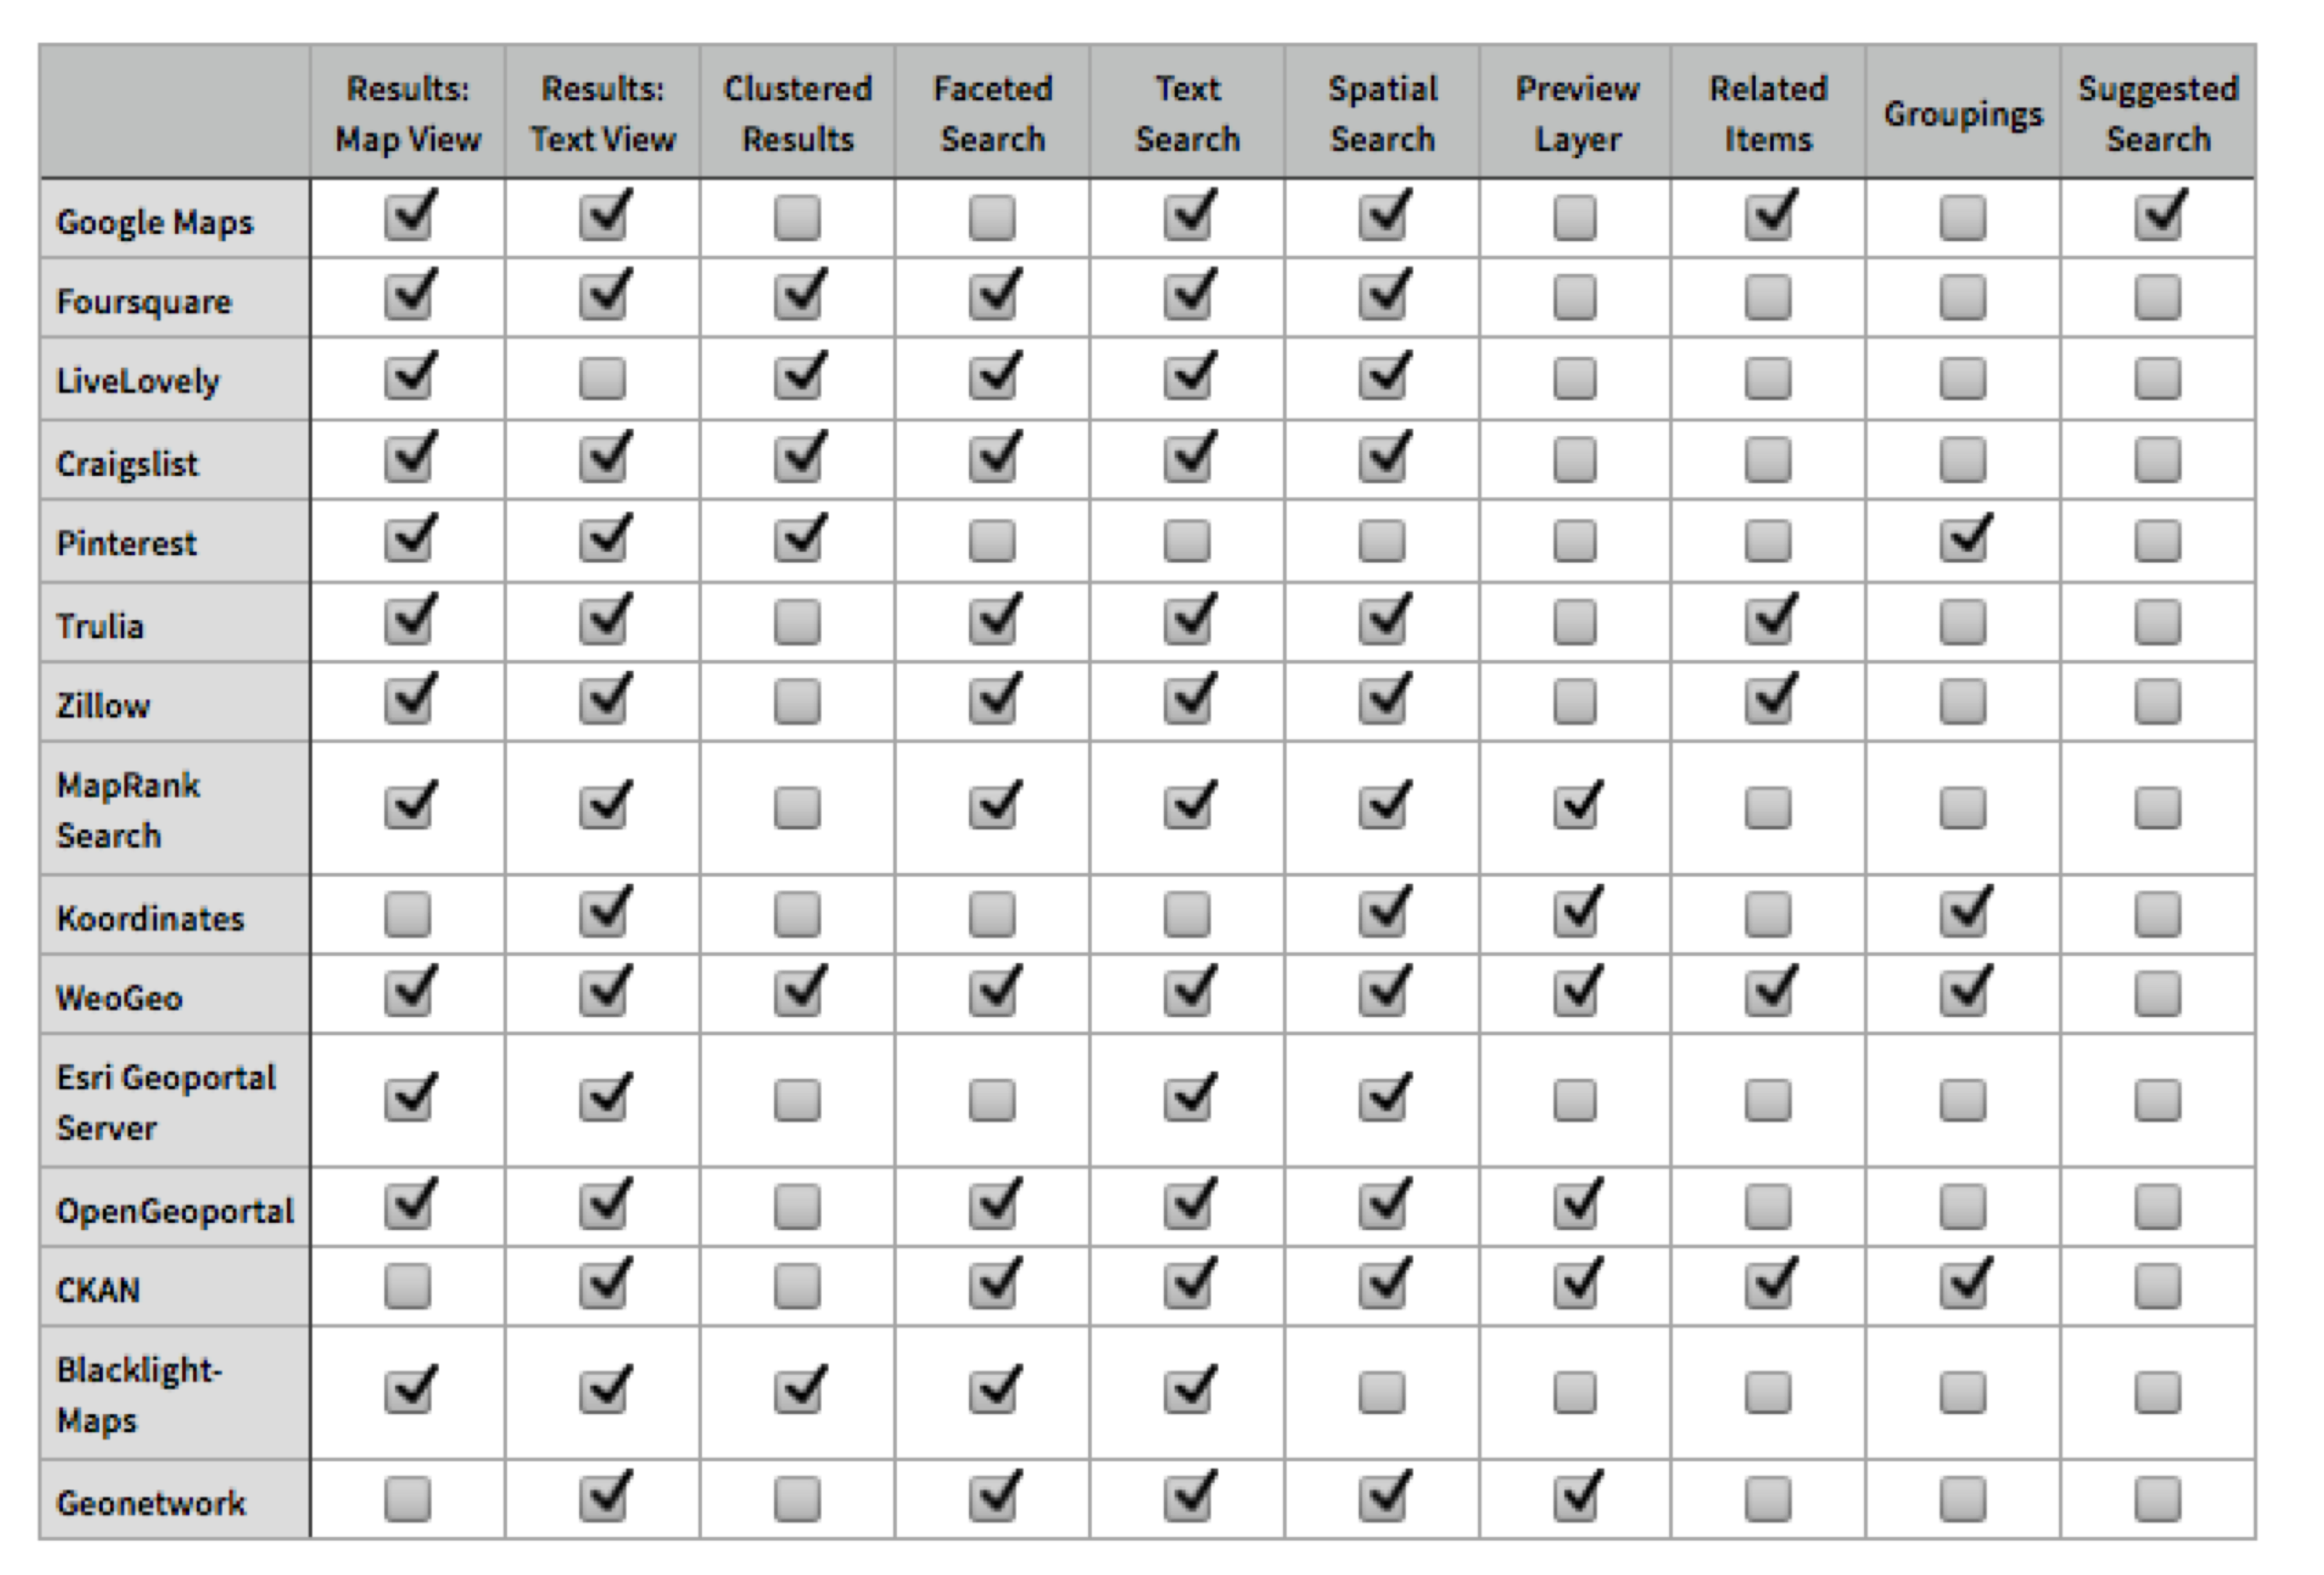 Results:
Map View
Results:
Text View
Clustered
Results
Faceted
Search
Text
Search
Spatial
Search
Preview
Layer
Related
Items
Groupings
Suggested
Search
Google Maps
Foursquare
LiveLovely
Craigslist
Pinterest
Trulia
Zillow
MapRank
Search
Koordinates
WeoGeo
Esri Geoportal
Server
OpenGeoportal
CKAN
Blacklight-
Maps
Geonetwork